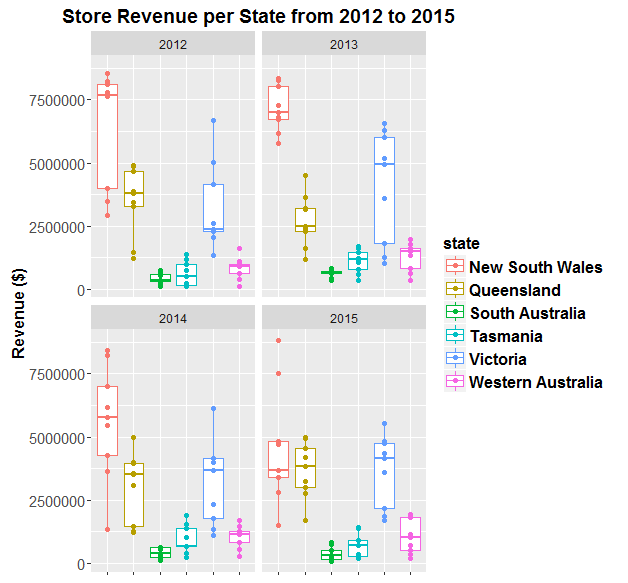 Store Revenue per State from 2012 to 2015
2012
2013
7500000
5000000
2500000
0
Revenue ($)
2014
2015
7500000
5000000
2500000
0
state
New South Wales
Queensland
South Australia
Tasmania
Victoria
Western Australia